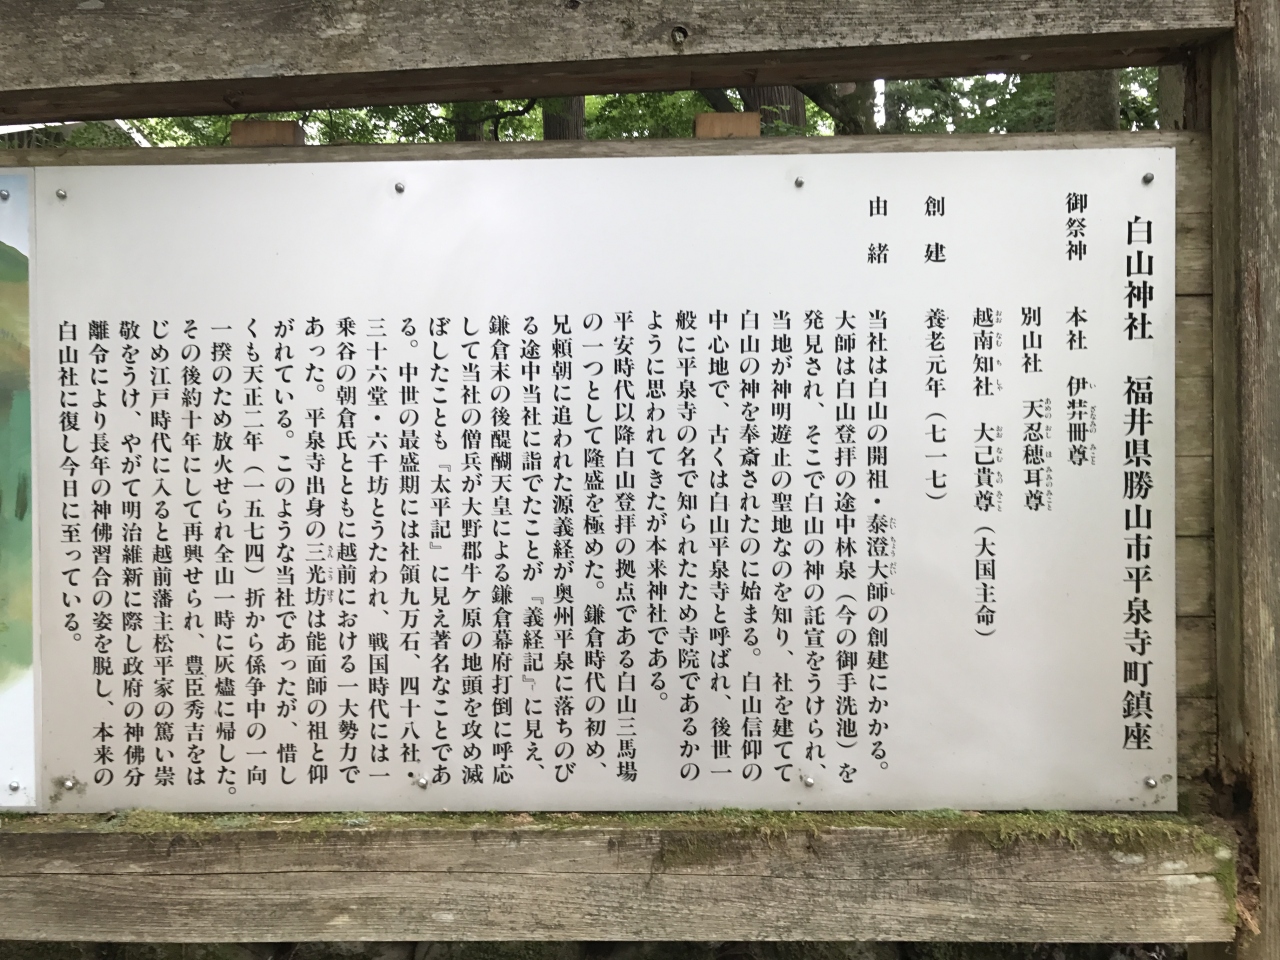 白山神社　福井県勝山市平泉寺町鎮座
御祭神　本社　伊弉冊尊
別山社　天忍穂耳尊
越南知社　大己貴尊（大国主命）
創建　養老元年（七一七）
由緒　当社は白山の開祖・泰澄大師の創建にかかる。
大師は白山登拝の途中林泉（今の御手洗池）を
発見され、そこで白山の神の託宣をうけられ、
当地が神明遊止の聖地なのを知り、社を建てて
白山の神を奉斎されたのに始まる。白山信仰の
中心地で、古くは白山平泉寺と呼ばれ、後世一
般に平泉寺の名で知られたため寺院であるかの
ように思われてきたが本来神社である。
平安時代以降白山登拝の拠点である白山三馬場
の一つとして隆盛を極めた。鎌倉時代の初め、
兄頼朝に追われた源義経が奥州平泉に落ちのび
る途中当社に詣でたことが『義経記』に見え、
鎌倉末の後醍醐天皇による鎌倉幕府打倒に呼応
して当社の僧兵が大野郡牛ケ原の地頭を攻め滅
ぼしたことも『太平記』に見え著名なことであ
る。中世の最盛期には社領九万石、四十八社・
三十六堂・六千坊とうたわれ、戦国時代には一
乗谷の朝倉氏とともに越前における一大勢力で
あった。平泉寺出身の三光坊は能面師の祖と仰
がれている。このような当社であったが、惜し
くも天正二年（一五七四）折から係争中の一向
一揆のため放火せられ全山一時に灰燼に帰した。
その後約十年にして再興せられ、豊臣秀吉をは
じめ江戸時代に入ると越前藩主松平家の篤い崇
敬をうけ、やがて明治維新に際し政府の神佛分
離令により長年の神佛習合の姿を脱し、本来の
白山社に復し今日に至っている。